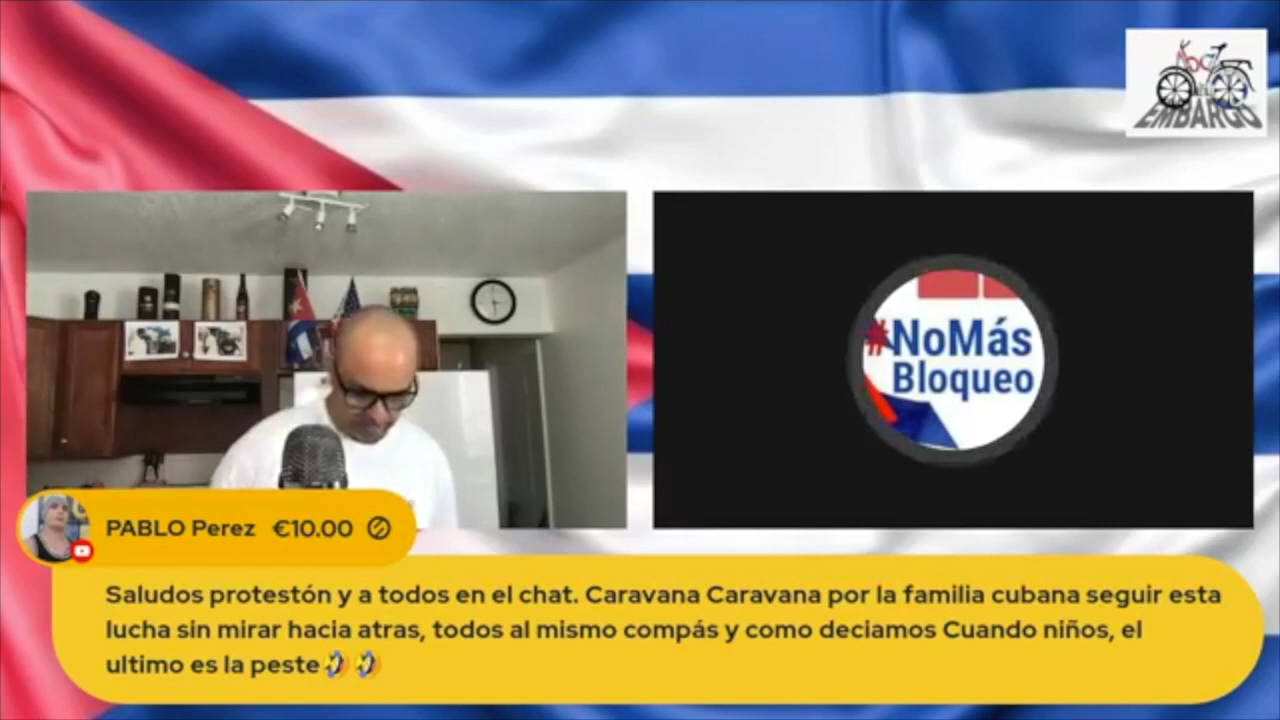 EMBARGO
#NoMás
Bloqueo
PABLO Perez €10.00
Saludos protestón y a todos en el chat. Caravana Caravana por la familia cubana seguir esta
lucha sin mirar hacia atras, todos al mismo compás y como deciamos Cuando niños, el
ultimo es la peste🤣🤣